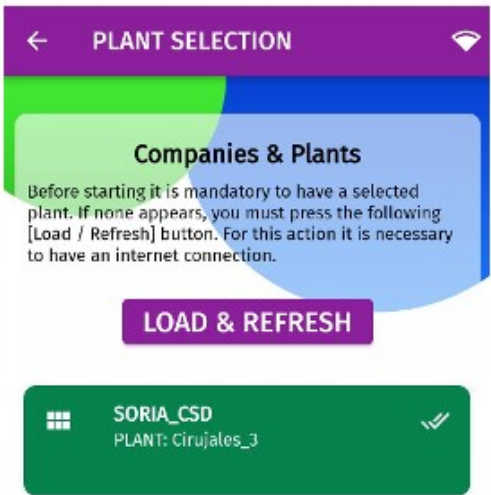 PLANT SELECTION
Companies & Plants
Before starting it is mandatory to have a selected
plant. If none appears, you must press the following
[Load / Refresh] button. For this action it is necessary
to have an internet connection.
LOAD & REFRESH
SORIA_CSD
PLANT: Cirujales_3